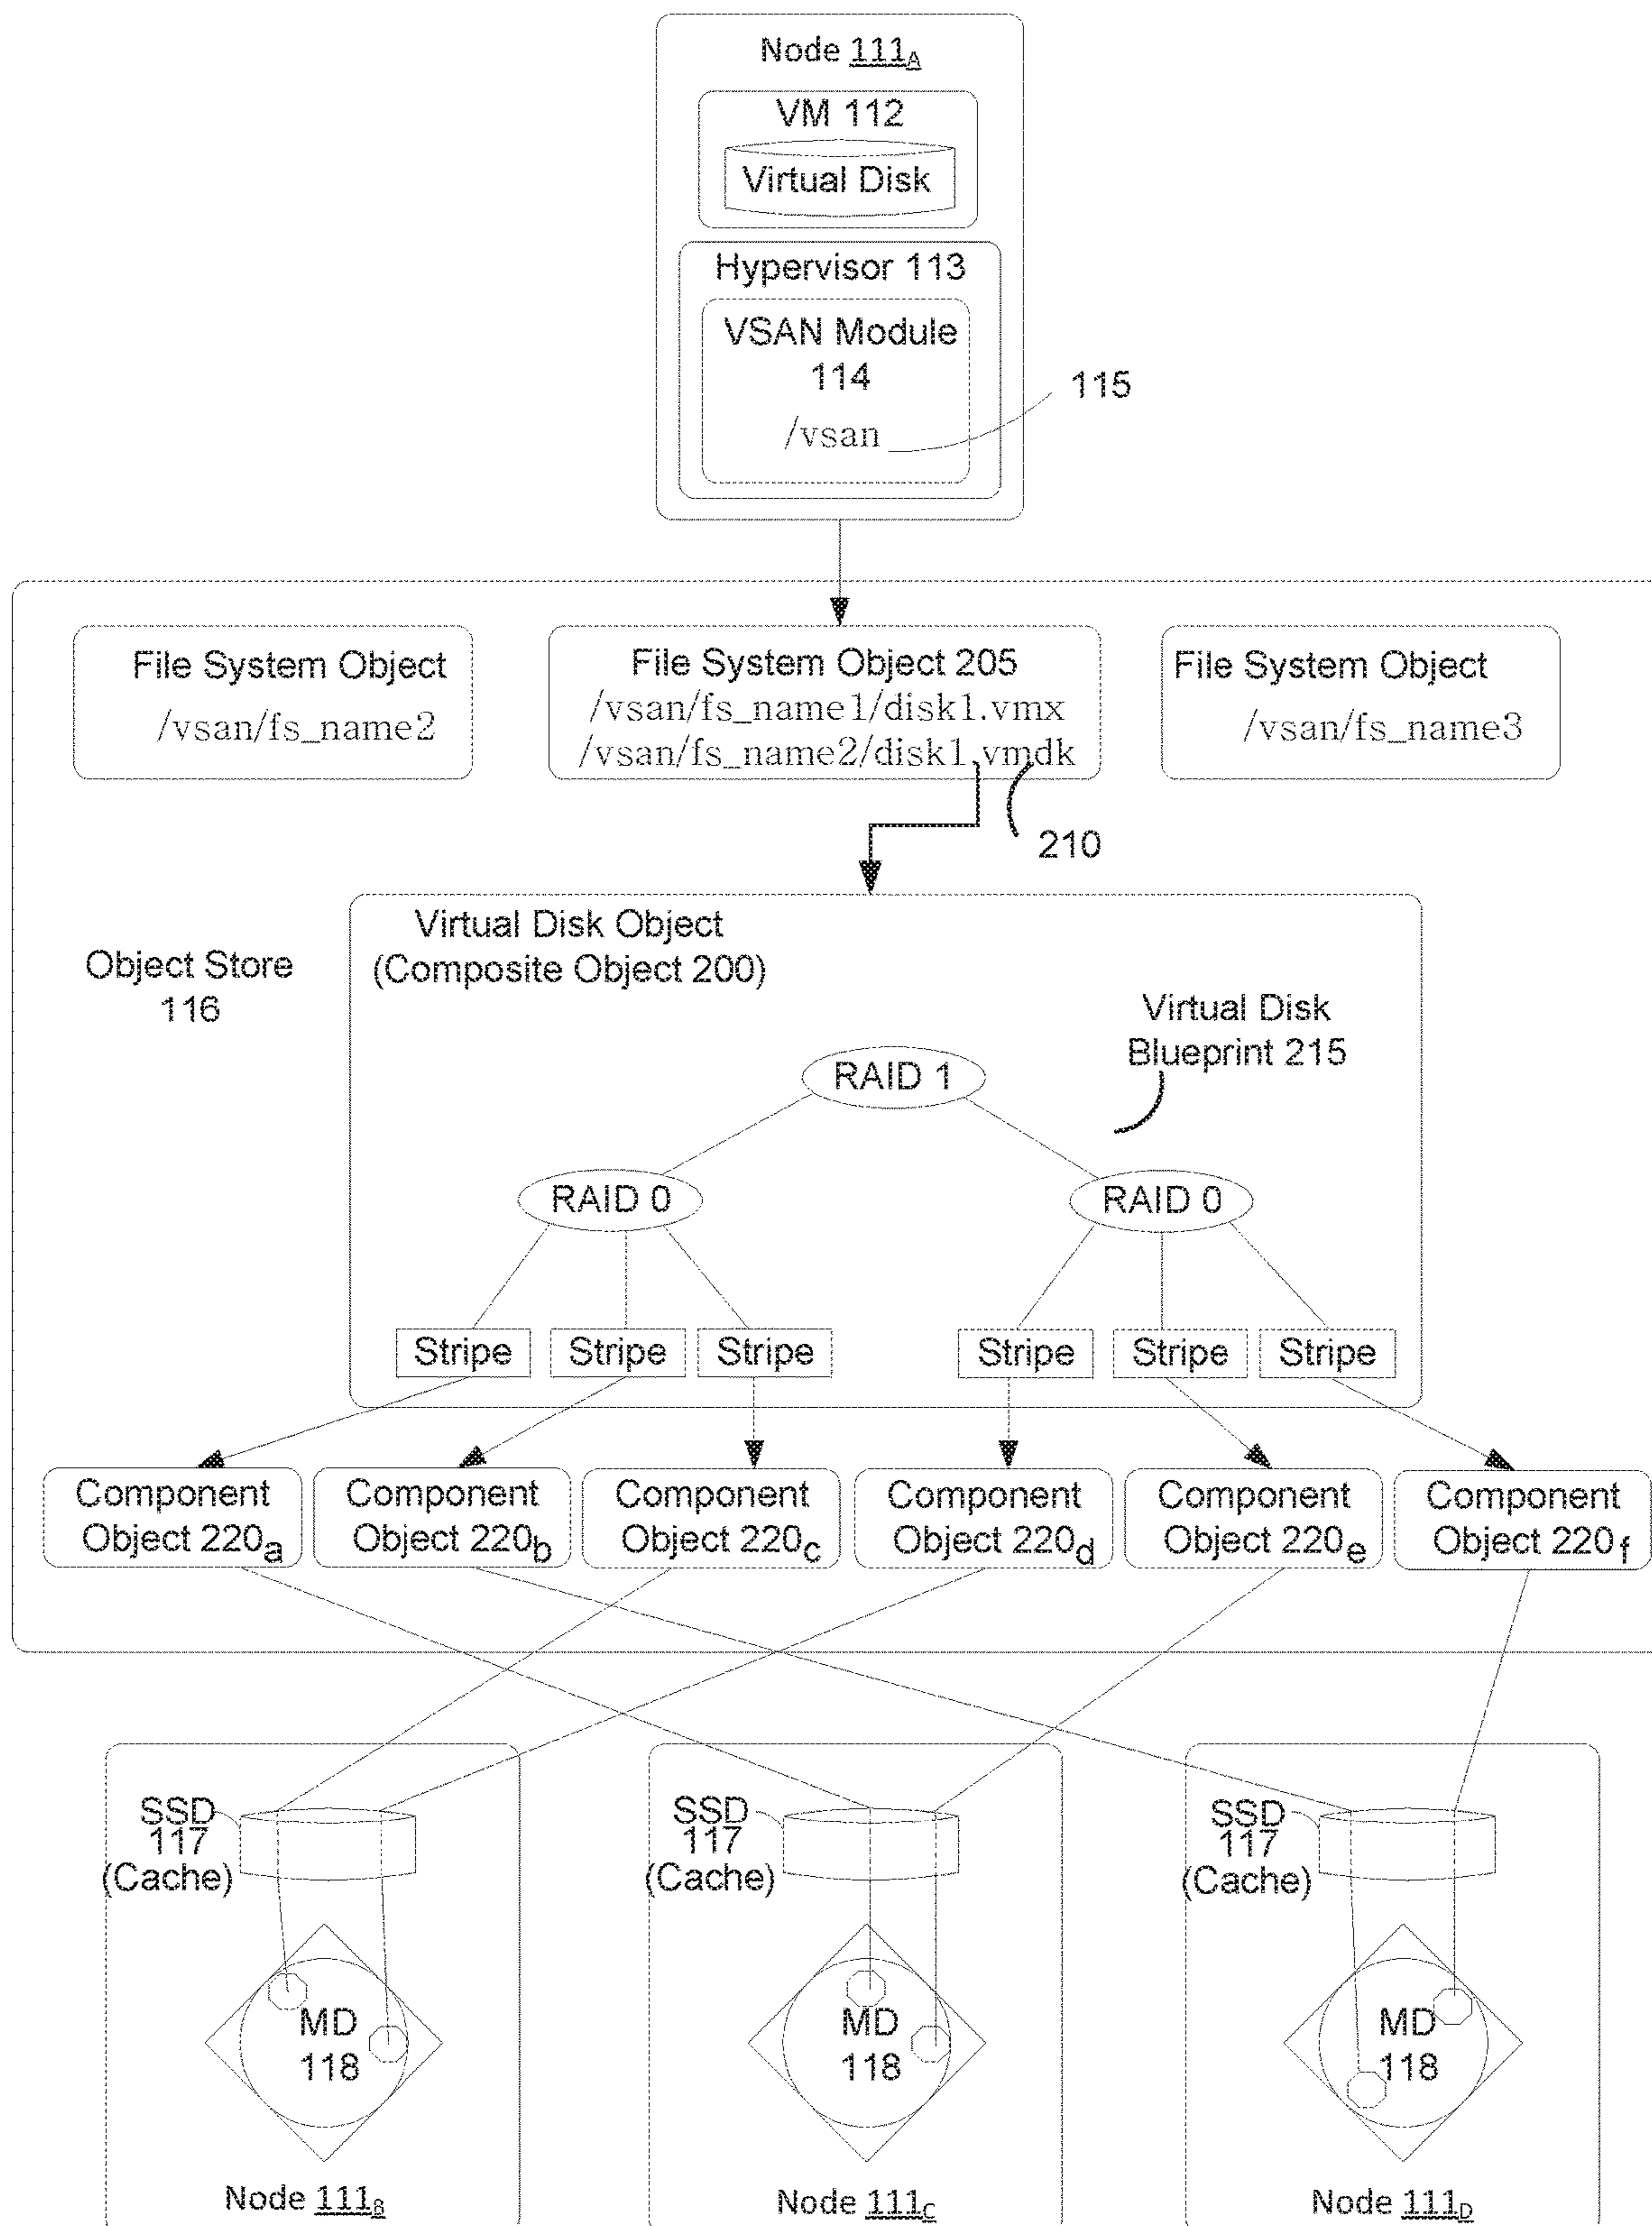 Node 111A
VM 112
Virtual Disk
Hypervisor 113
VSAN Module
114
/vsan
115
File System Object
/vsan/fs_name2
File System Object 205
/vsan/fs_name1/disk1.vmx
/vsan/fs_name2/disk1.vmdk
File System Object
/vsan/fs_name3
210
Object Store
116
Virtual Disk Object
(Composite Object 200)
Virtual Disk
Blueprint 215
RAID 1
RAID 0
RAID 0
Stripe
Stripe
Stripe
Stripe
Stripe
Stripe
Component
Object 220a
Component
Object 220b
Component
Object 220c
Component
Object 220d
Component
Object 220e
Component
Object 220f
SSD
117
(Cache)
MD
118
Node 111B
SSD
117
(Cache)
MD
118
Node 111C
SSD
117
(Cache)
MD
118
Node 111D